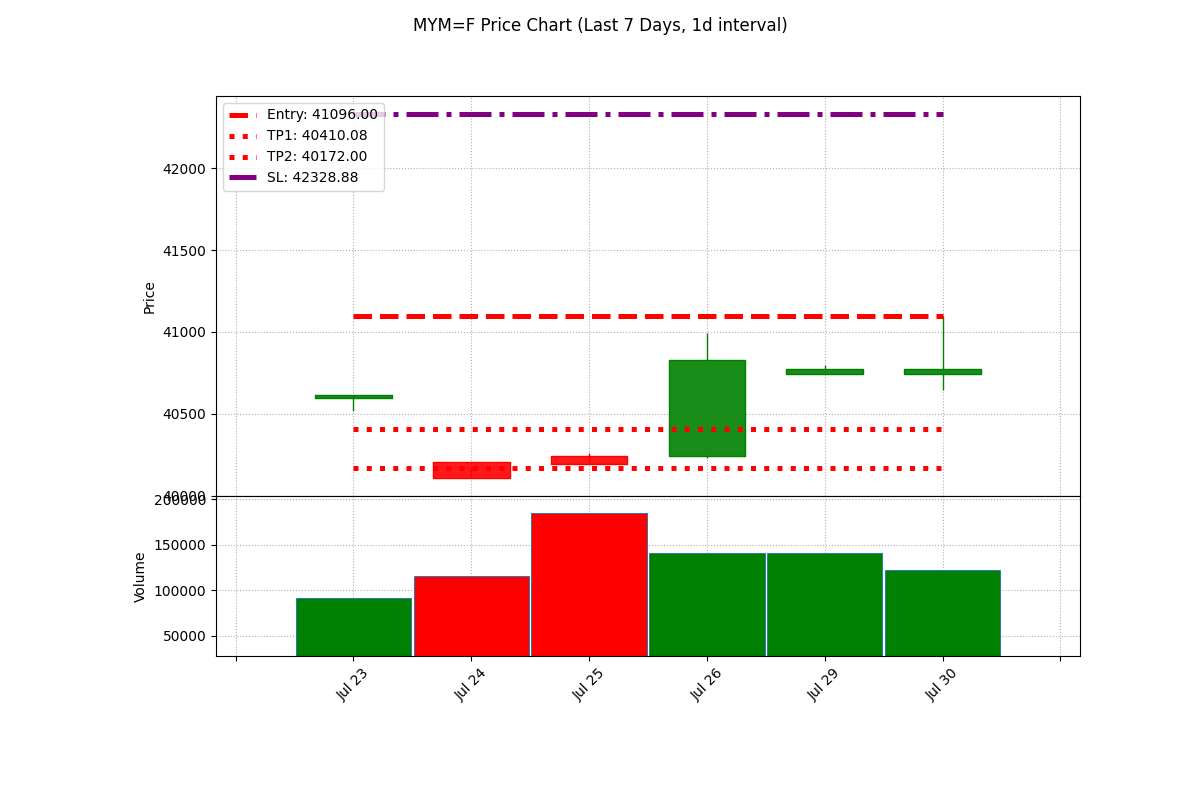 MYM=F Price Chart (Last 7 Days, 1d interval)
Entry: 41096.00
TP1: 40410.08
TP2: 40172.00
SL: 42328.88
42000
41500
41000
40500
40000
Price
200000
150000
100000
50000
Volume
Jul 23
Jul 24
Jul 25
Jul 26
Jul 29
Jul 30